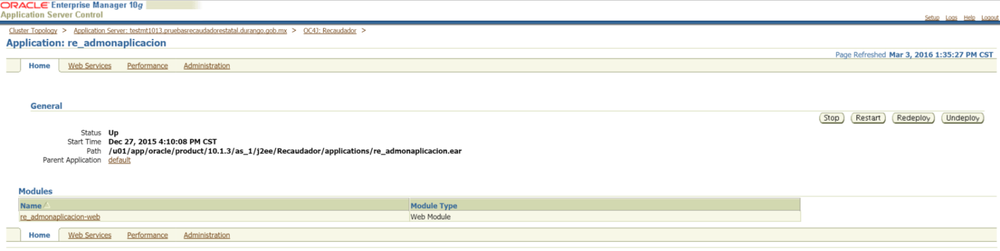 ORACLE Enterprise Manager 10g
Application Server Control
Setup Logs Help Logout
Cluster Topology > Application Server: testmt1013.pruebasrecaudadorestatal.durango.gob.mx > OC4J: Recaudador >
Application: re_admonaplicacion
Page Refreshed Mar 3, 2016 1:35:27 PM CST
Home Web Services Performance Administration
General
Stop Restart Redeploy Undeploy
Status Up
Start Time Dec 27, 2015 4:10:08 PM CST
Path /u01/app/oracle/product/10.1.3/as_1/j2ee/Recaudador/applications/re_admonaplicacion.ear
Parent Application default
Modules
Name Module Type
re_admonaplicacion-web Web Module
Home Web Services Performance Administration